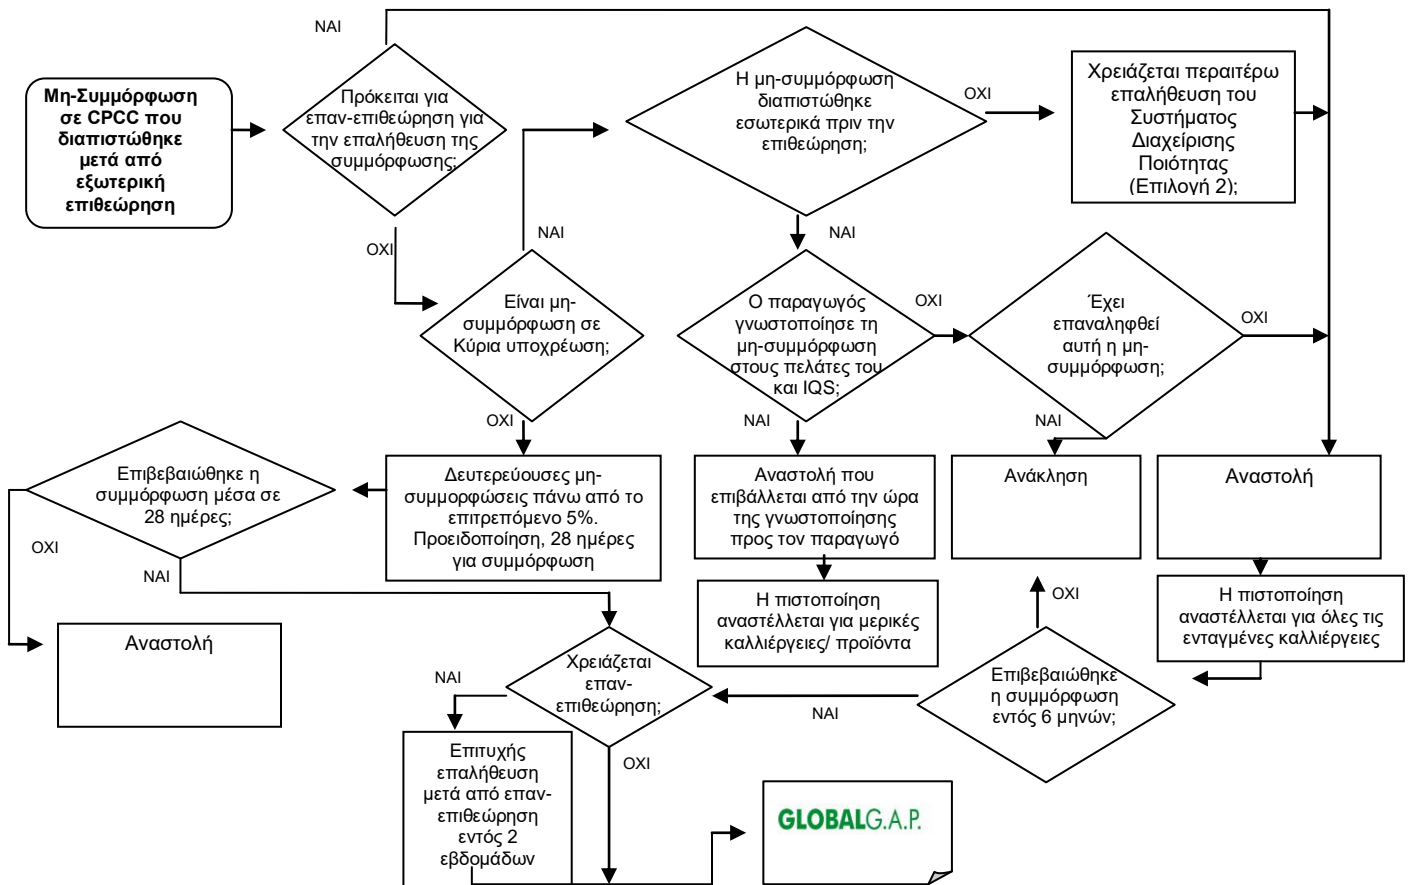 ΝΑΙ
Μη-Συμμόρφωση
σε CPCC που
διαπιστώθηκε
μετά από
εξωτερική
επιθεώρηση
Πρόκειται για
επαν-επιθεώρηση για
την επαλήθευση της
συμμόρφωσης;
Η μη-συμμόρφωση
διαπιστώθηκε
εσωτερικά πριν την
επιθεώρηση;
ΟΧΙ
Χρειάζεται περαιτέρω
επαλήθευση του
Συστήματος
Διαχείρισης
Ποιότητας
(Επιλογή 2);
ΟΧΙ
ΝΑΙ
ΝΑΙ
Είναι μη-
συμμόρφωση σε
Κύρια υποχρέωση;
Ο παραγωγός
γνωστοποίησε τη
μη-συμμόρφωση
στους πελάτες του
και IQS;
ΟΧΙ
Έχει
επαναληφθεί
αυτή η μη-
συμμόρφωση;
ΟΧΙ
ΟΧΙ
ΝΑΙ
ΝΑΙ
Επιβεβαιώθηκε η
συμμόρφωση μέσα σε
28 ημέρες;
Δευτερεύουσες μη-
συμμορφώσεις πάνω από το
επιτρεπόμενο 5%.
Προειδοποίηση, 28 ημέρες
για συμμόρφωση
Αναστολή που
επιβάλλεται από την ώρα
της γνωστοποίησης
προς τον παραγωγό
Ανάκληση
Αναστολή
ΟΧΙ
ΝΑΙ
Η πιστοποίηση
αναστέλλεται για μερικές
καλλιέργειες/ προϊόντα
ΟΧΙ
Η πιστοποίηση
αναστέλλεται για όλες τις
ενταγμένες καλλιέργειες
Αναστολή
Χρειάζεται
επαν-
επιθεώρηση;
Επιβεβαιώθηκε
η συμμόρφωση
εντός 6 μηνών;
ΝΑΙ
ΝΑΙ
ΟΧΙ
Επιτυχής
επαλήθευση
μετά από επαν-
επιθεώρηση
εντός 2
εβδομάδων
GLOBALG.A.P.